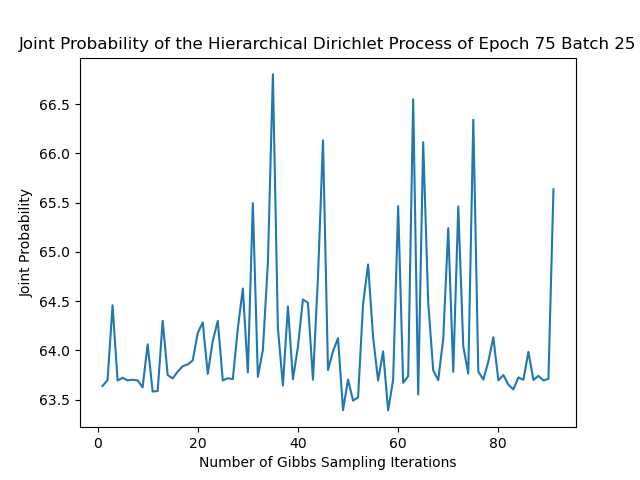 Joint Probability of the Hierarchical Dirichlet Process of Epoch 75 Batch 25
66.5
66.0
65.5
65.0
64.5
64.0
63.5
Joint Probability
0 20 40 60 80
Number of Gibbs Sampling Iterations